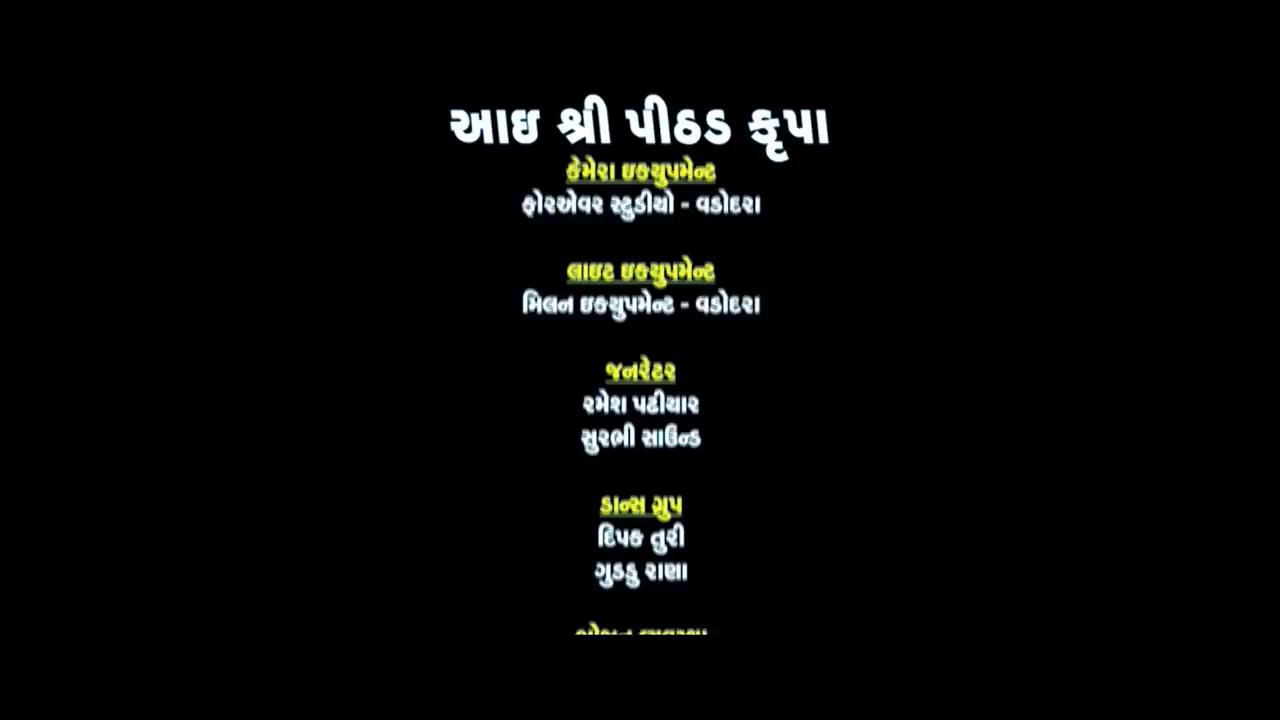 આઇ શ્રી પીઠડ કૃપા
કેમેરા ઇક્યુપમેન્ટ
ફોરએવર સ્ટુડીયો - વડોદરા
લાઇટ ઇક્યુપમેન્ટ
મિલન ઇક્યુપમેન્ટ - વડોદરા
જનરેટર
રમેશ પઢીયાર
સુરભી સાઉન્ડ
ડાન્સ ગ્રુપ
દિપક તુરી
ગુડ્ડુ રાણા